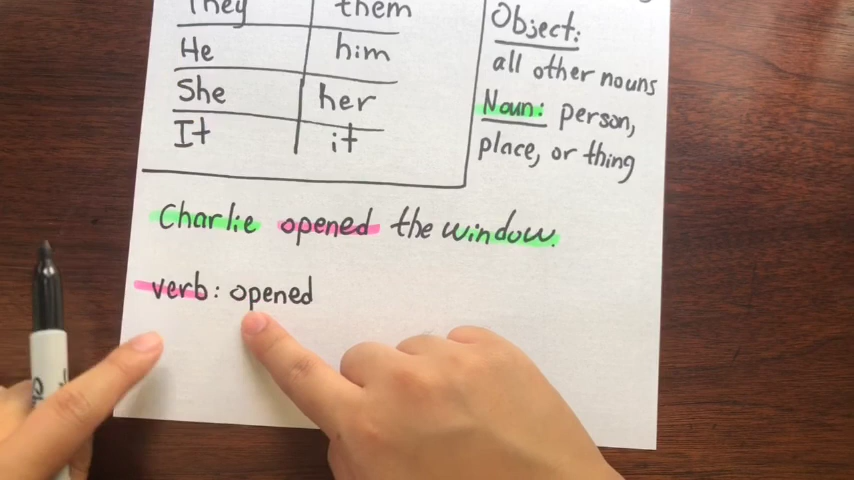 They them
He him
She her
It it
Object:
all other nouns
Noun: person,
place, or thing
Charlie opened the window.
verb: opened